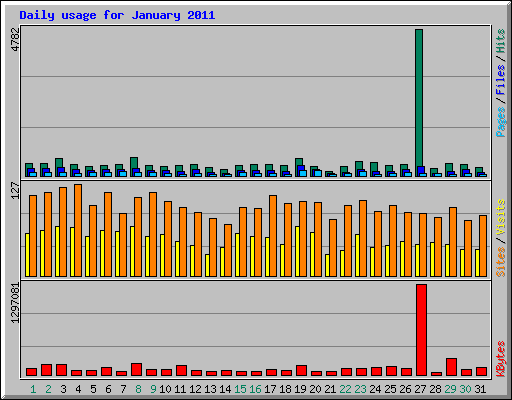 Daily usage for January 2011
4782
Pages / Files / Hits
127
Sites / Visits
1297081
KBytes
1 2 3 4 5 6 7 8 9 10 11 12 13 14 15 16 17 18 19 20 21 22 23 24 25 26 27 28 29 30 31